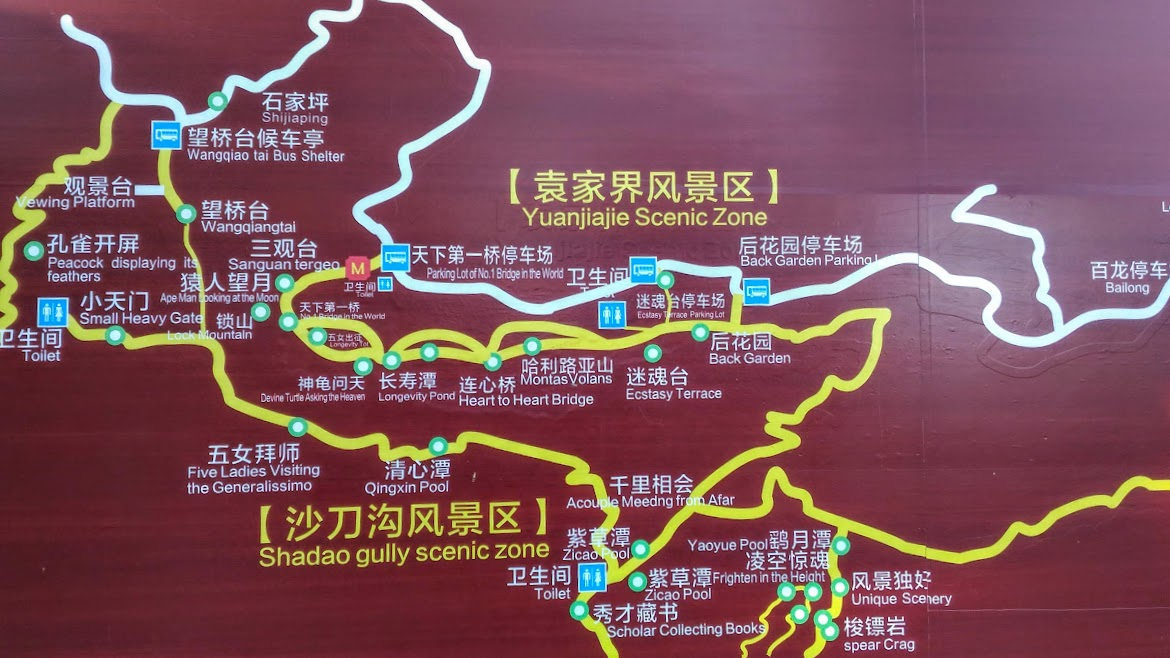 石家坪
Shijiaping
望桥台候车亭
Wangqiao tai Bus Shelter
观景台
Vewing Platform
【袁家界风景区】
Yuanjiajie Scenic Zone
望桥台
Wangqiangtai
孔雀开屏
Peacock displaying its
feathers
三观台
Sanguan tergeo
M
天下第一桥停车场
Parking Lot of No.1 Bridge in the World
后花园停车场
Back Garden Parking L
百龙停车
Bailong
卫生间
Toilet
卫生间
Toilet
猿人望月
Ape Man Looking at the Moon
小天门
Small Heavy Gate
锁山
Lock Mountain
天下第一桥
No.1 Bridge in the World
迷魂台停车场
Ecstasy Terrace Parking Lot
卫生间
Toilet
五女出征
后花园
Back Garden
神龟问天
Devine Turtle Asking the Heaven
长寿潭
Longevity Pond
连心桥
Heart to Heart Bridge
哈利路亚山
MontasVolans
迷魂台
Ecstasy Terrace
五女拜师
Five Ladies Visiting
the Generalissimo
清心潭
Qingxin Pool
千里相会
Acouple Meedng from Afar
【沙刀沟风景区】
Shadao gully scenic zone
紫草潭
Zicao Pool
Yaoyue Pool 鹞月潭
凌空惊魂
Frighten in the Height
卫生间
Toilet
紫草潭
Zicao Pool
风景独好
Unique Scenery
秀才藏书
Scholar Collecting Books
梭镖岩
spear Crag